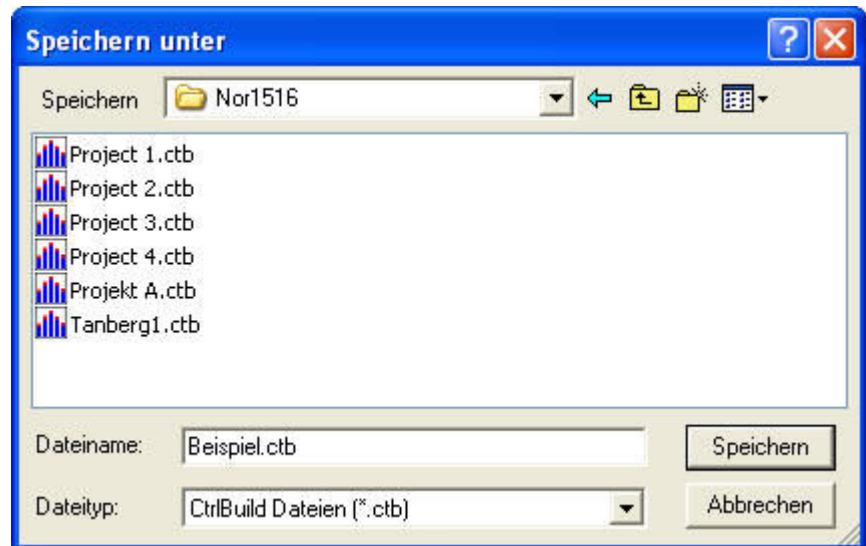 Speichern unter
Speichern Nor1516
Project 1.ctb
Project 2.ctb
Project 3.ctb
Project 4.ctb
Projekt A.ctb
Tanberg1.ctb
Dateiname: Beispiel.ctb Speichern
Dateityp: CtrlBuild Dateien (*.ctb) Abbrechen